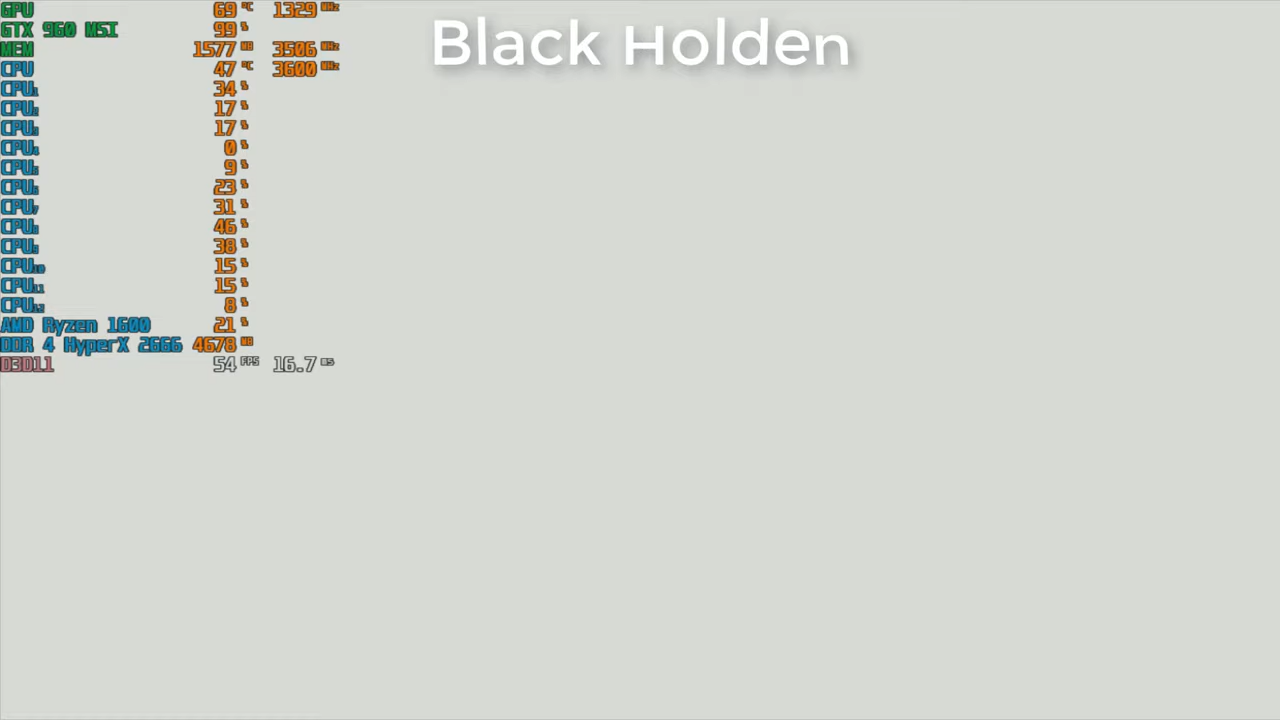 GPU 69 °C 1329 MHz
Black Holden
GTX 960 MSI 99 %
MEM 1577 MB 3506 MHz
CPU 47 °C 3600 MHz
CPU1 34 %
CPU2 17 %
CPU3 17 %
CPU4 0 %
CPU5 9 %
CPU6 23 %
CPU7 31 %
CPU8 46 %
CPU9 38 %
CPU10 15 %
CPU11 15 %
CPU12 8 %
AMD Ryzen 1600 21 %
DDR 4 HyperX 2666 4678 MB
D3D11 54 FPS 16.7 ms